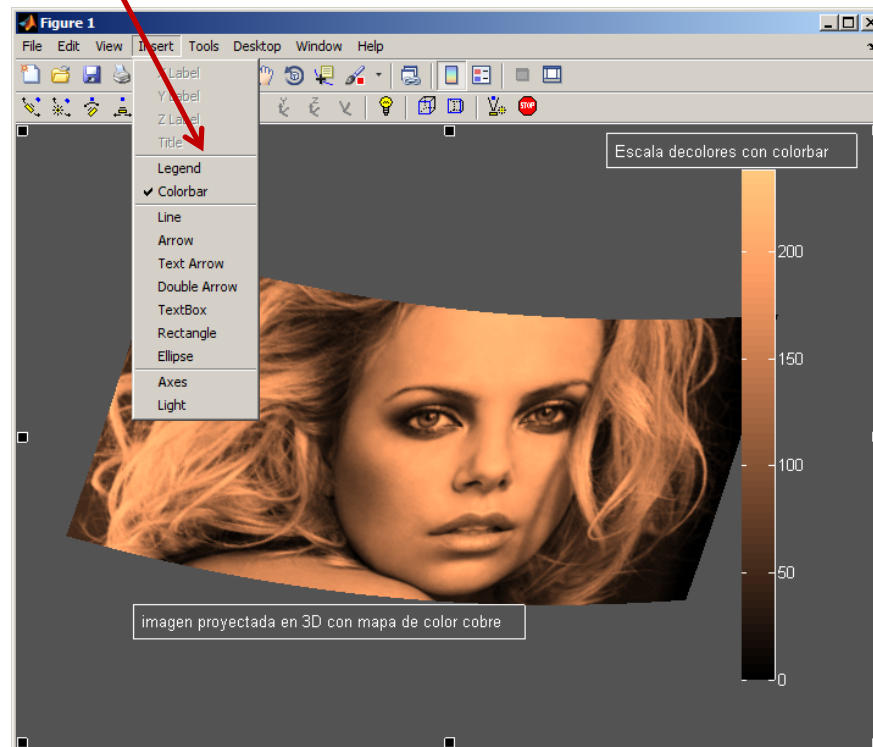 Figure 1
File Edit View Insert Tools Desktop Window Help
X Label
Y Label
Z Label
Title
Legend
Colorbar
Line
Arrow
Text Arrow
Double Arrow
TextBox
Rectangle
Ellipse
Axes
Light
STOP
Escala decolores con colorbar
200
150
100
50
0
imagen proyectada en 3D con mapa de color cobre